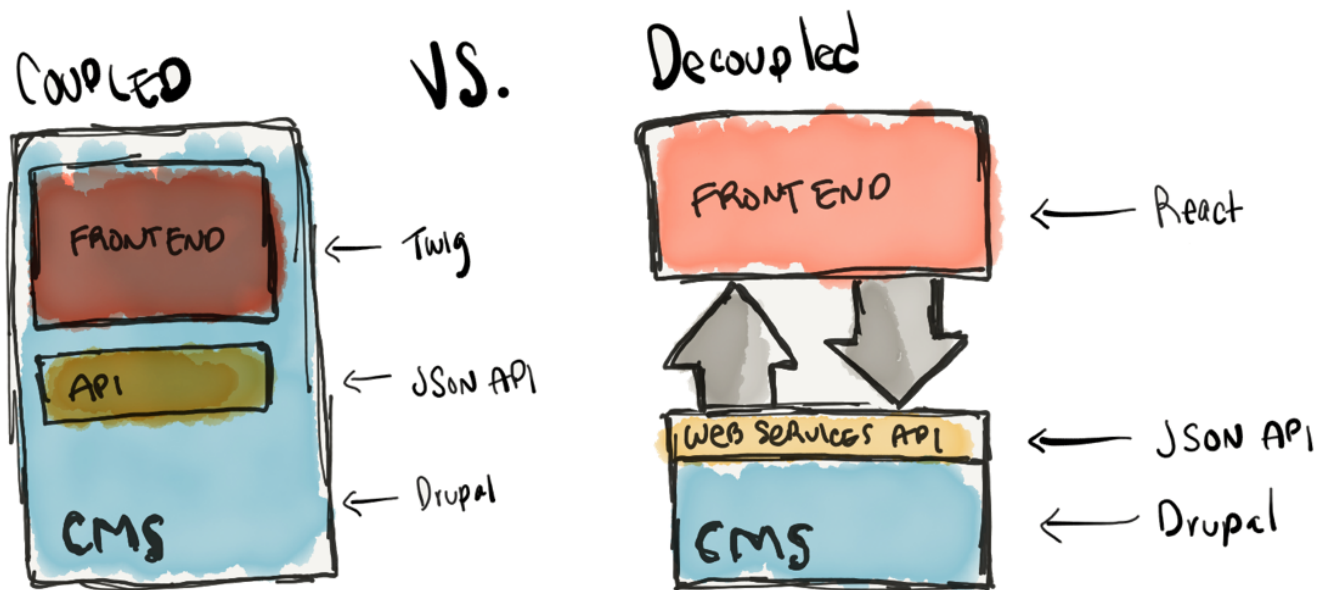 COUPLED
VS.
Decoupled
FRONTEND
Twig
API
JSON API
CMS
Drupal
FRONTEND
React
WEB SERVICES API
JSON API
CMS
Drupal